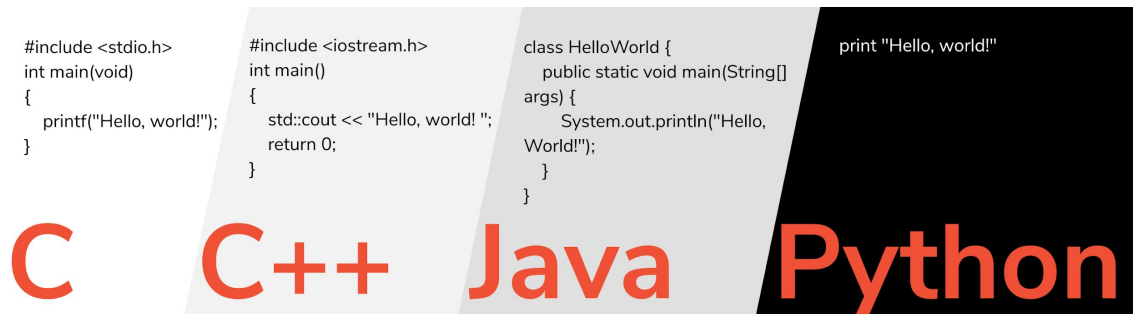 #include <stdio.h>
int main(void)
{
printf("Hello, world!");
}
C
#include <iostream.h>
int main()
{
std::cout << "Hello, world! ";
return 0;
}
C++
class HelloWorld {
public static void main(String[]
args) {
System.out.println("Hello,
World!");
}
}
Java
print "Hello, world!"
Python